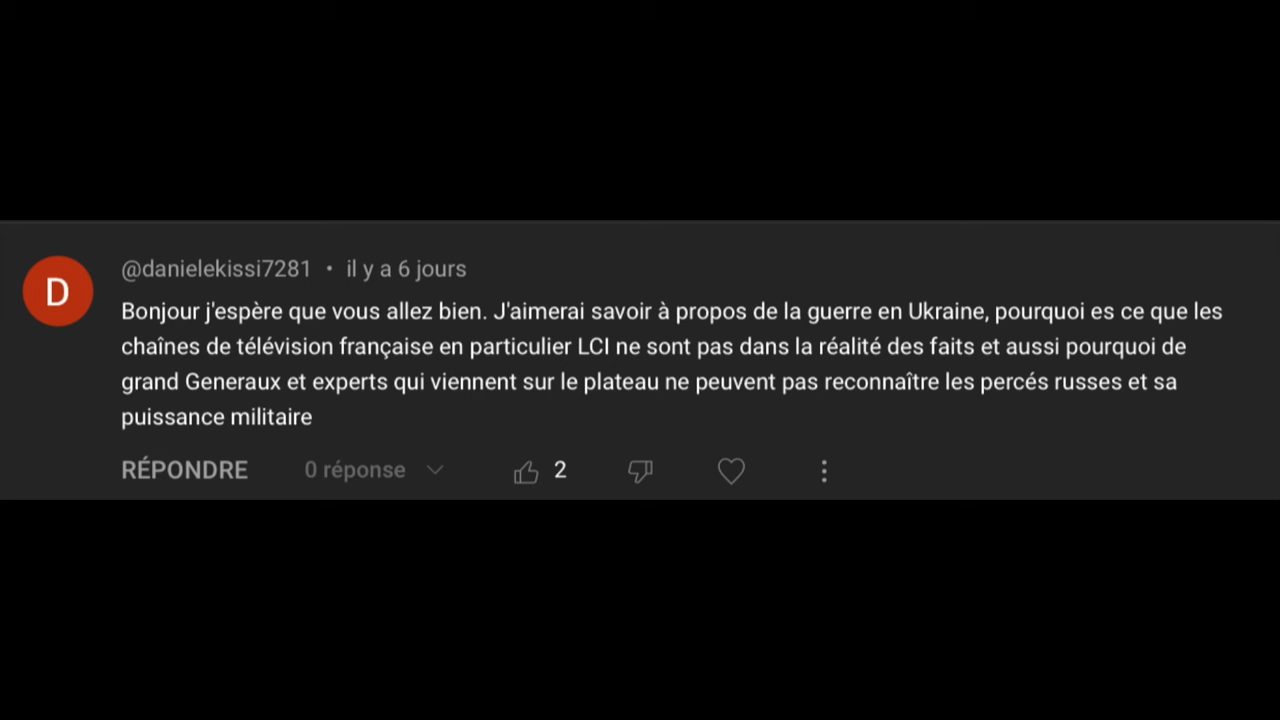 D
@danielekissi7281 • il y a 6 jours
Bonjour j'espère que vous allez bien. J'aimerai savoir à propos de la guerre en Ukraine, pourquoi es ce que les
chaînes de télévision française en particulier LCI ne sont pas dans la réalité des faits et aussi pourquoi de
grand Generaux et experts qui viennent sur le plateau ne peuvent pas reconnaître les percés russes et sa
puissance militaire
RÉPONDRE 0 réponse 2